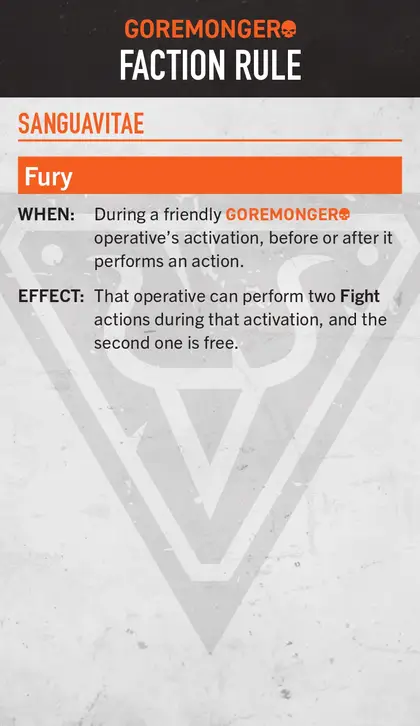 GOREMONGER
FACTION RULE
SANGUAVITAE
Fury
WHEN: During a friendly GOREMONGER
operative’s activation, before or after it
performs an action.
EFFECT: That operative can perform two Fight
actions during that activation, and the
second one is free.